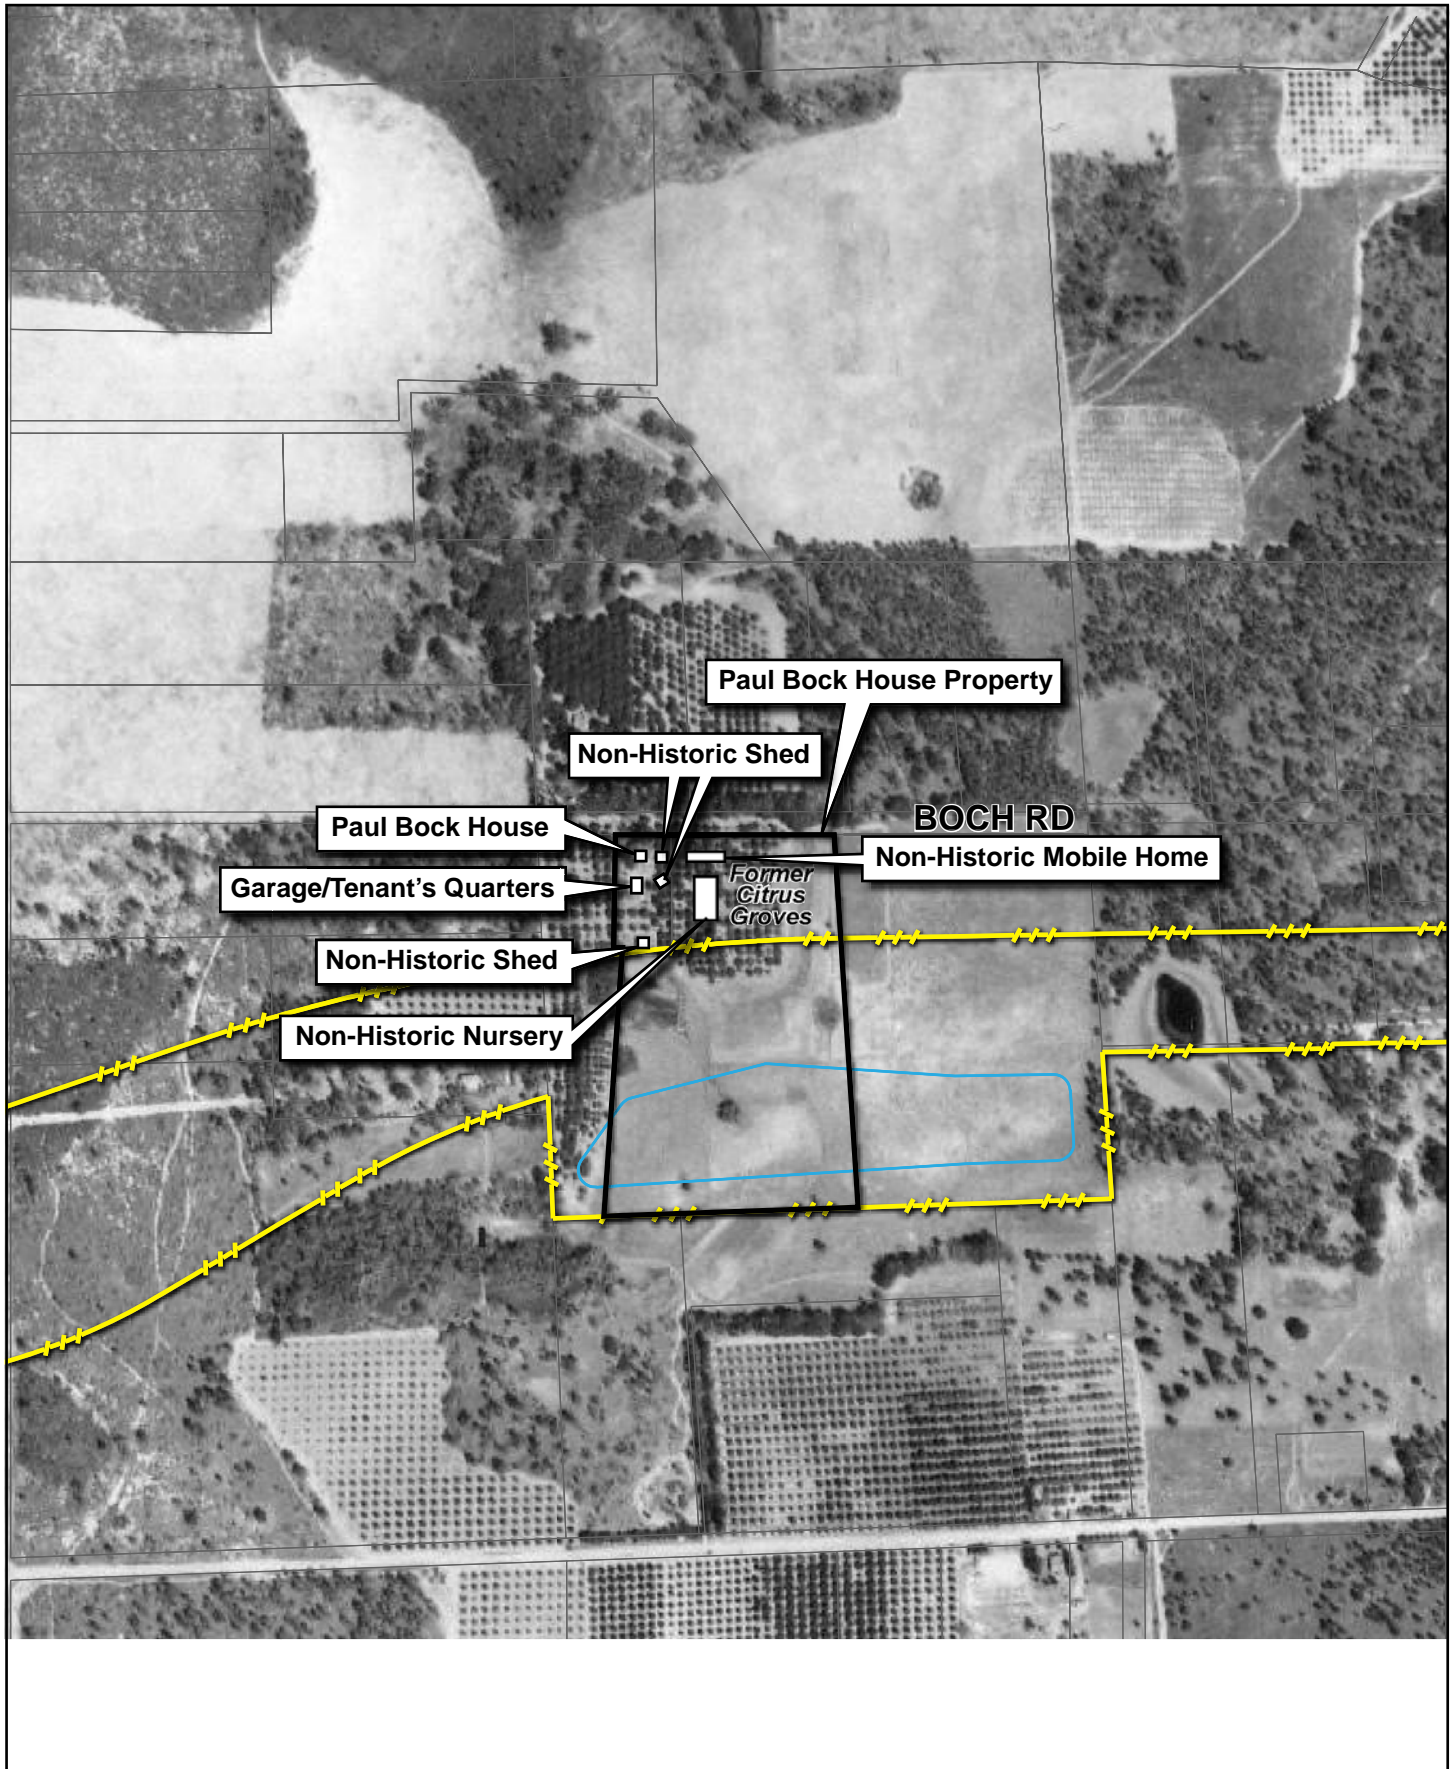 Paul Bock House Property
Non-Historic Shed
BOCH RD
Paul Bock House
Non-Historic Mobile Home
Former
Citrus
Groves
Garage/Tenant's Quarters
Non-Historic Shed
Non-Historic Nursery